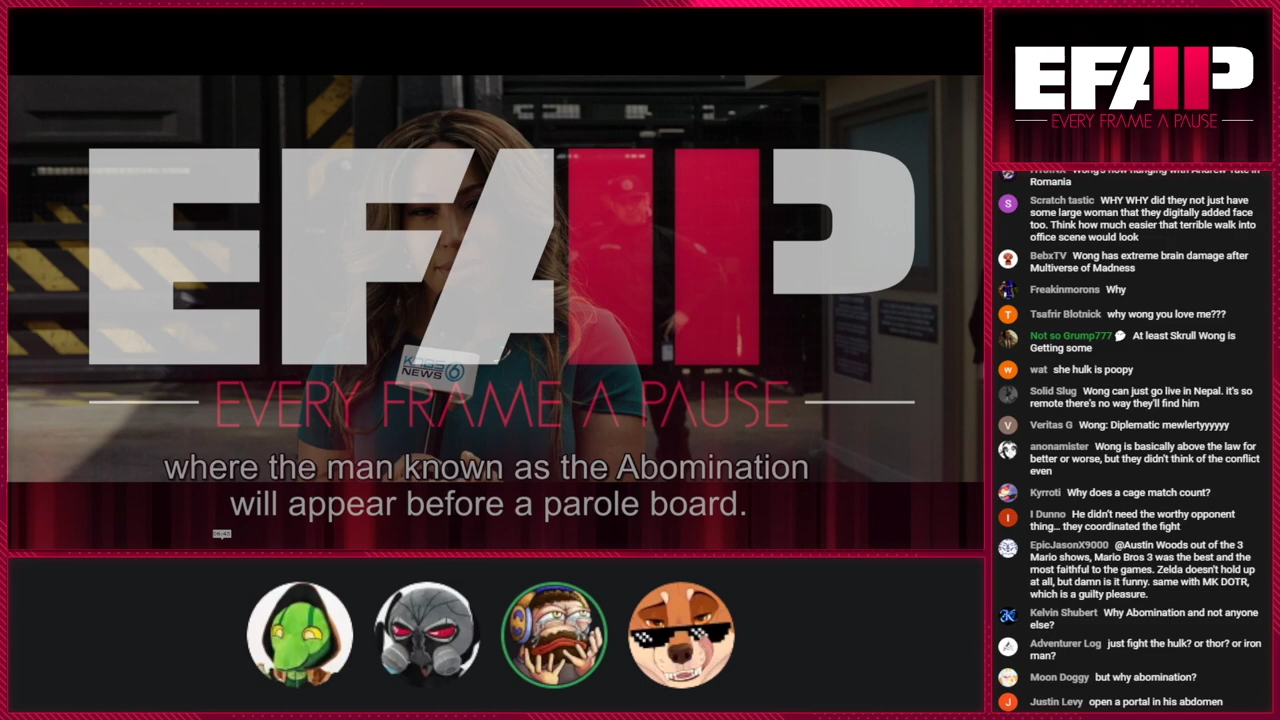 EFAP
EVERY FRAME A PAUSE
KNBS 6
NEWS
where the man known as the Abomination
will appear before a parole board.
06:45
EFAP
EVERY FRAME A PAUSE
Wong's now hanging with Andrew Tate in
Romania
Scratch tastic WHY WHY did they not just have
some large woman that they digitally added face
too. Think how much easier that terrible walk into
office scene would look
BebxTV Wong has extreme brain damage after
Multiverse of Madness
Freakinmorons Why
Tsafrir Blotnick why wong you love me???
Not so Grump777 At least Skrull Wong is
Getting some
wat she hulk is poopy
Solid Slug Wong can just go live in Nepal. it's so
remote there's no way they'll find him
Veritas G Wong: Diplematic mewlertyyyyyy
anonamister Wong is basically above the law for
better or worse, but they didn't think of the conflict
even
Kyrroti Why does a cage match count?
I Dunno He didn't need the worthy opponent
thing... they coordinated the fight
EpicJasonX9000 @Austin Woods out of the 3
Mario shows, Mario Bros 3 was the best and the
most faithful to the games. Zelda doesn't hold up
at all, but damn is it funny. same with MK DOTR,
which is a guilty pleasure.
Kelvin Shubert Why Abomination and not anyone
else?
Adventurer Log just fight the hulk? or thor? or iron
man?
Moon Doggy but why abomination?
Justin Levy open a portal in his abdomen